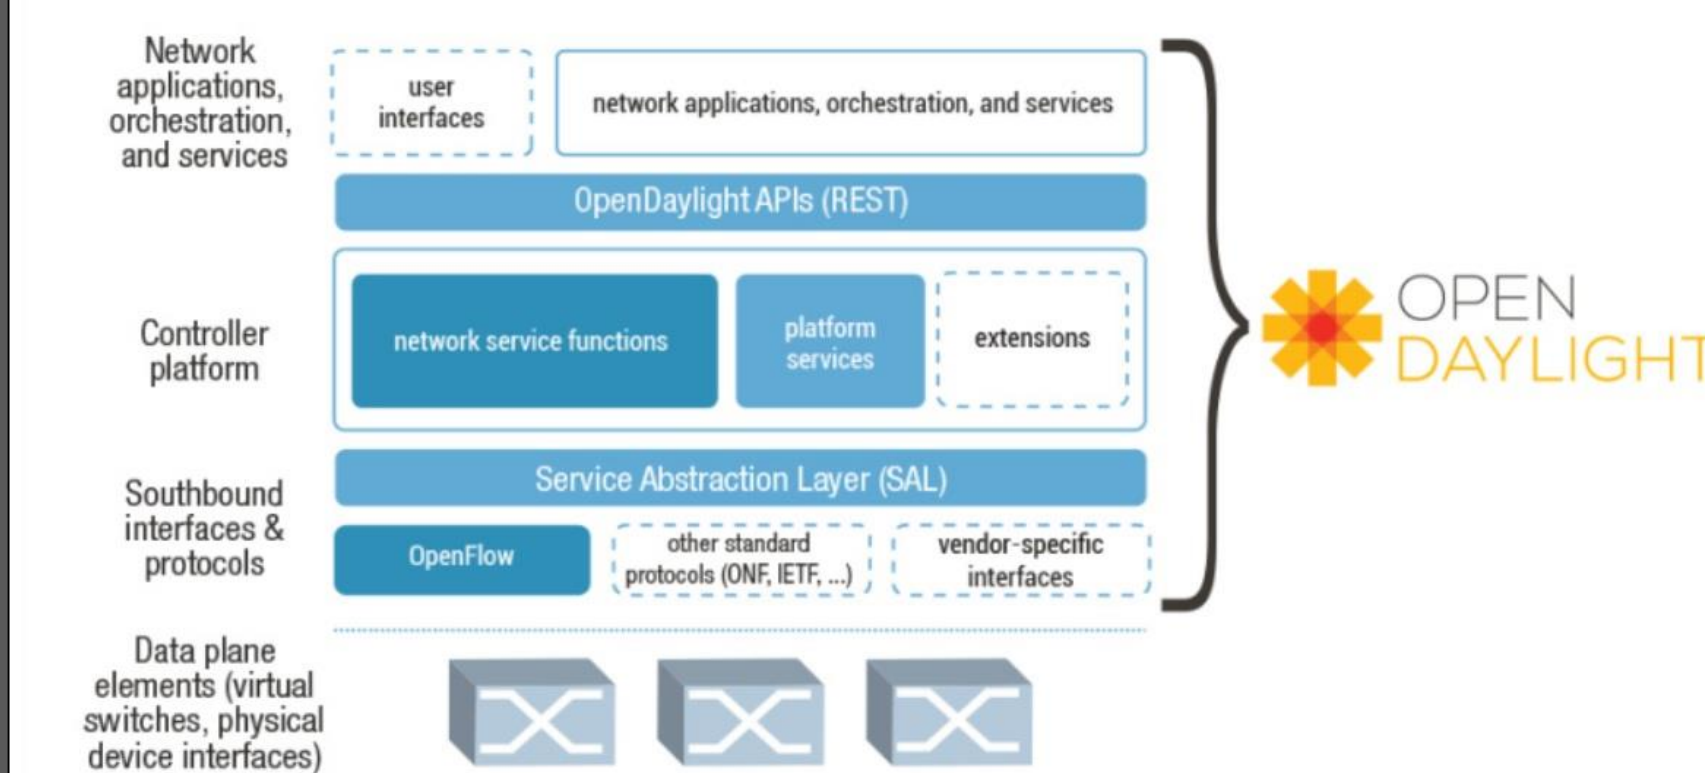 Network
applications,
orchestration,
and services
user
interfaces
network applications, orchestration, and services
OpenDaylight APIs (REST)
Controller
platform
network service functions
platform
services
extensions
Southbound
interfaces &
protocols
Service Abstraction Layer (SAL)
OpenFlow
other standard
protocols (ONF, IETF, ...)
vendor-specific
interfaces
Data plane
elements (virtual
switches, physical
device interfaces)
OPEN
DAYLIGHT